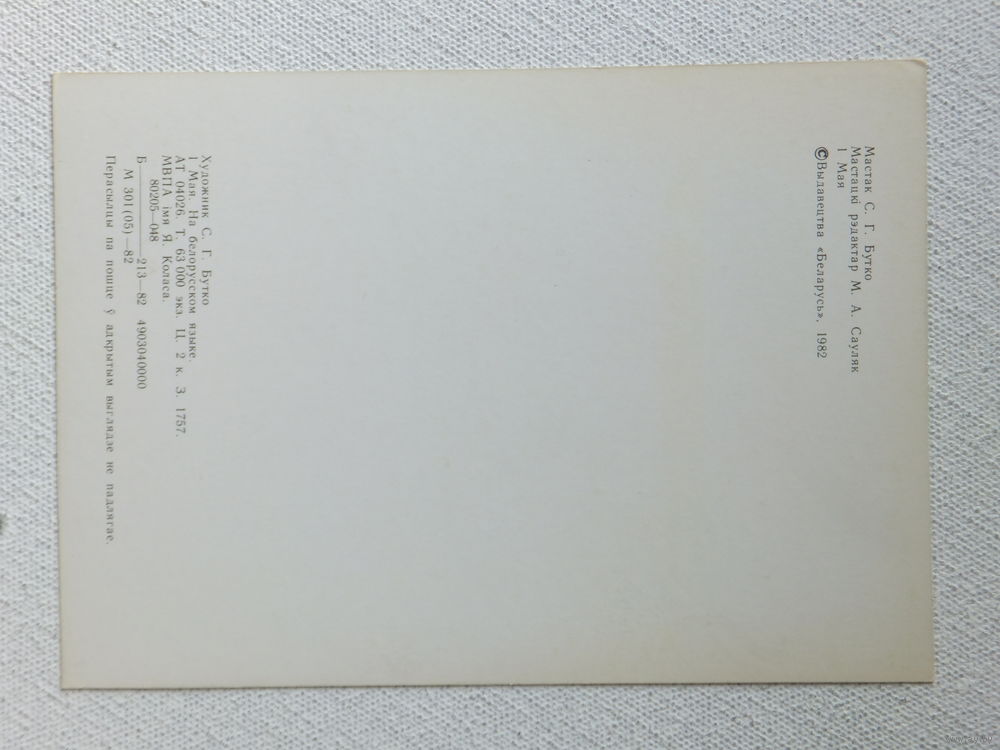 Мастак С. Г. Бутко
Мастацкі рэдактар М. А. Сауляк
1 Мая
©Выдавецтва «Беларусь», 1982
Художник С. Г. Бутко
1 Мая. На белорусском языке.
АТ 04026. Т. 63 000 экз. Ц. 2 к. З. 1757.
МВПА імя Я. Коласа.
80205—048
Б ———— 213—82 4903040000
М 301(05)—82
Перасылцы па пошце ў адкрытым выглядзе не падлягае.